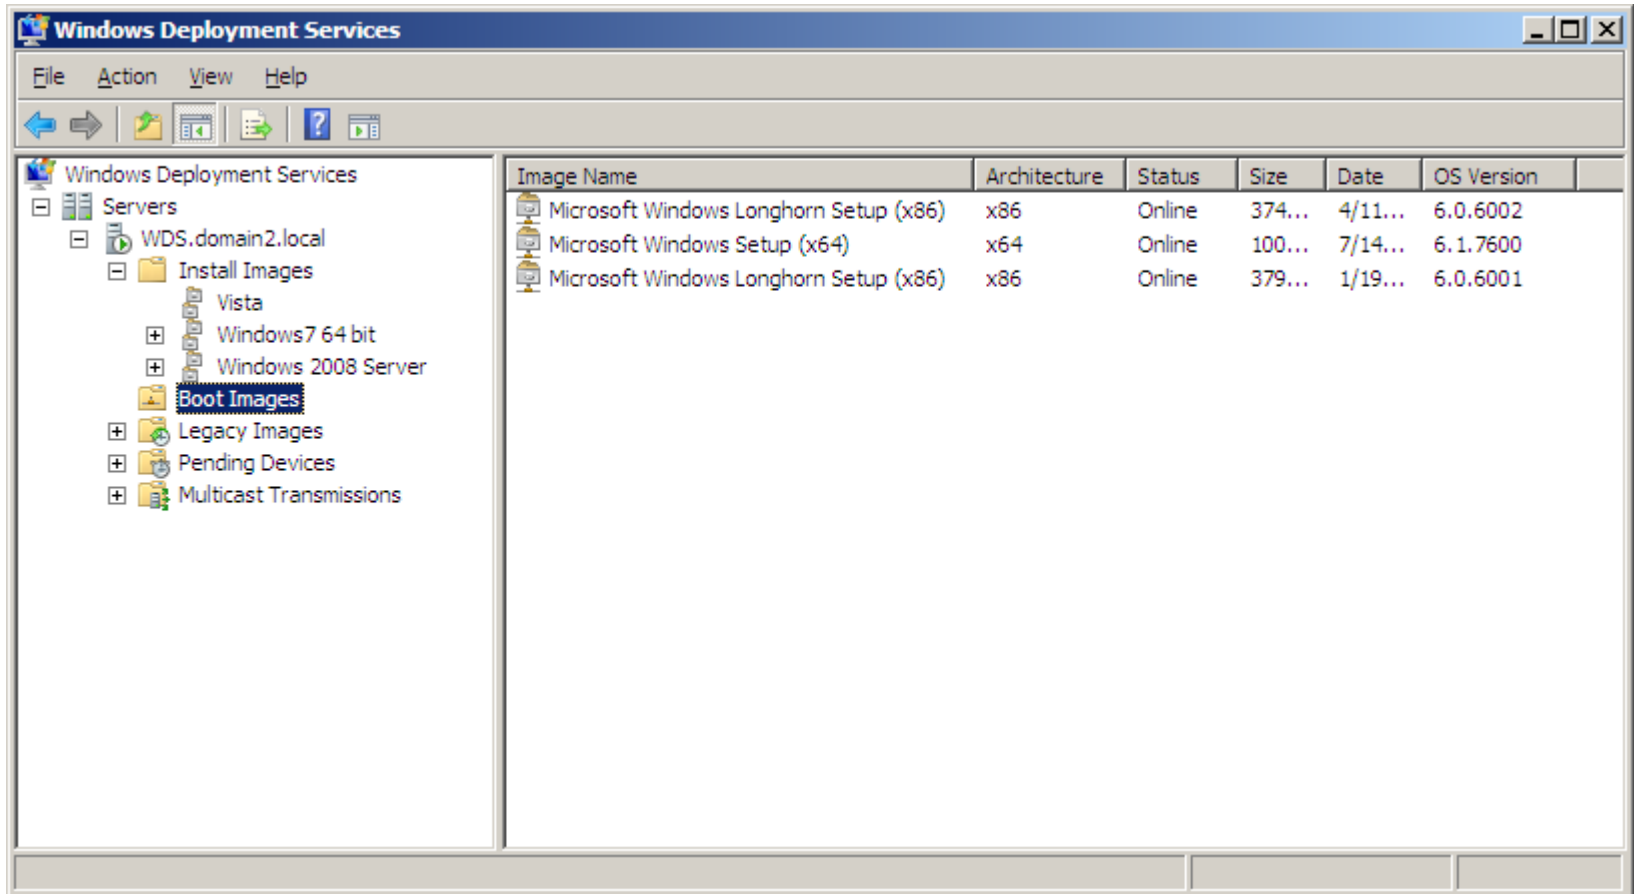 Windows Deployment Services
File Action View Help
Windows Deployment Services
Servers
WDS.domain2.local
Install Images
Vista
Windows7 64 bit
Windows 2008 Server
Boot Images
Legacy Images
Pending Devices
Multicast Transmissions
Image Name Architecture Status Size Date OS Version
Microsoft Windows Longhorn Setup (x86) x86 Online 374... 4/11... 6.0.6002
Microsoft Windows Setup (x64) x64 Online 100... 7/14... 6.1.7600
Microsoft Windows Longhorn Setup (x86) x86 Online 379... 1/19... 6.0.6001